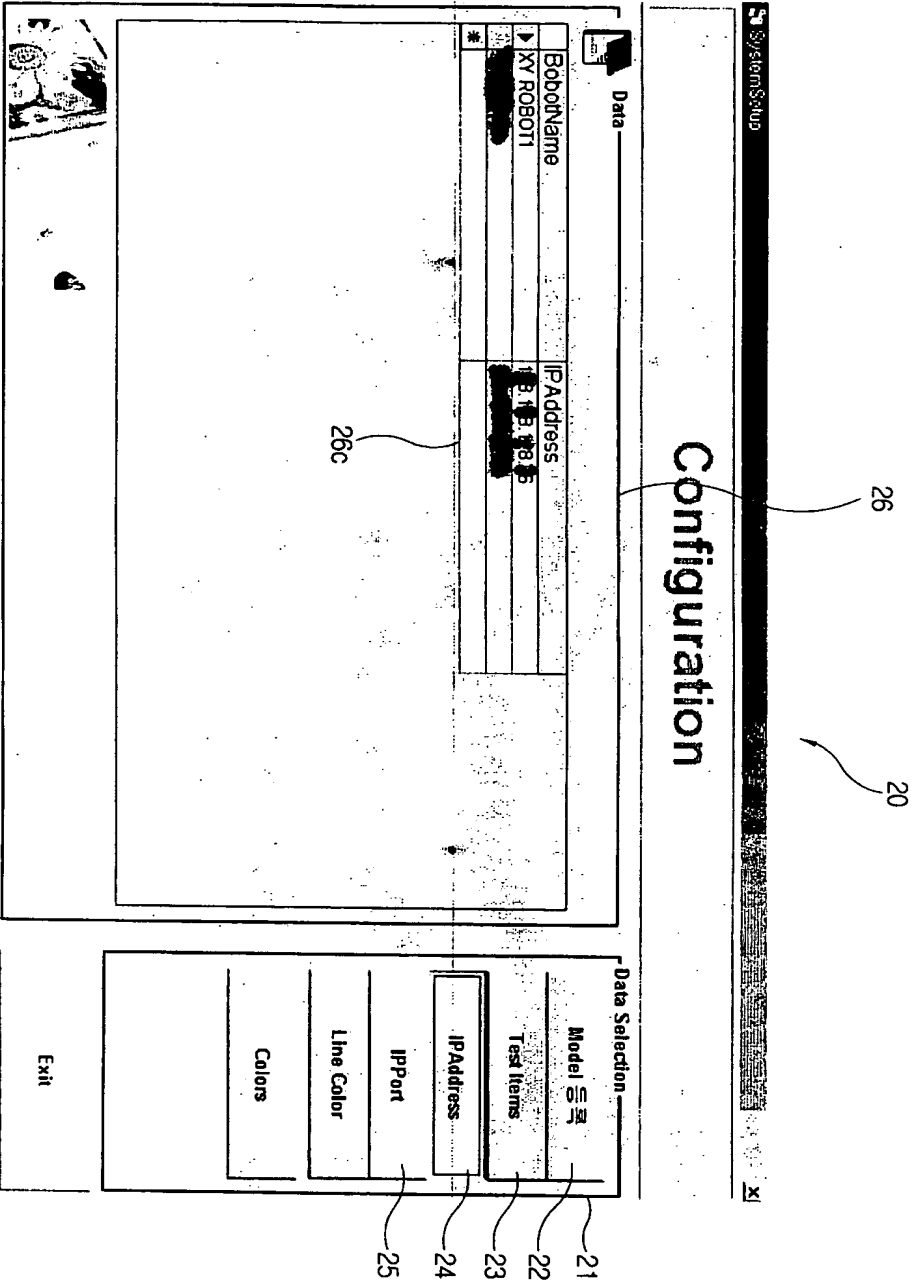 20
SystemSetup
x
Configuration
26
Data
BobotName IPAddress
XY ROBOT1
*
26c
Data Selection
21
Model 등록
22
Test Items
23
IPAddress
24
IPPort
25
Line Color
Colors
Exit